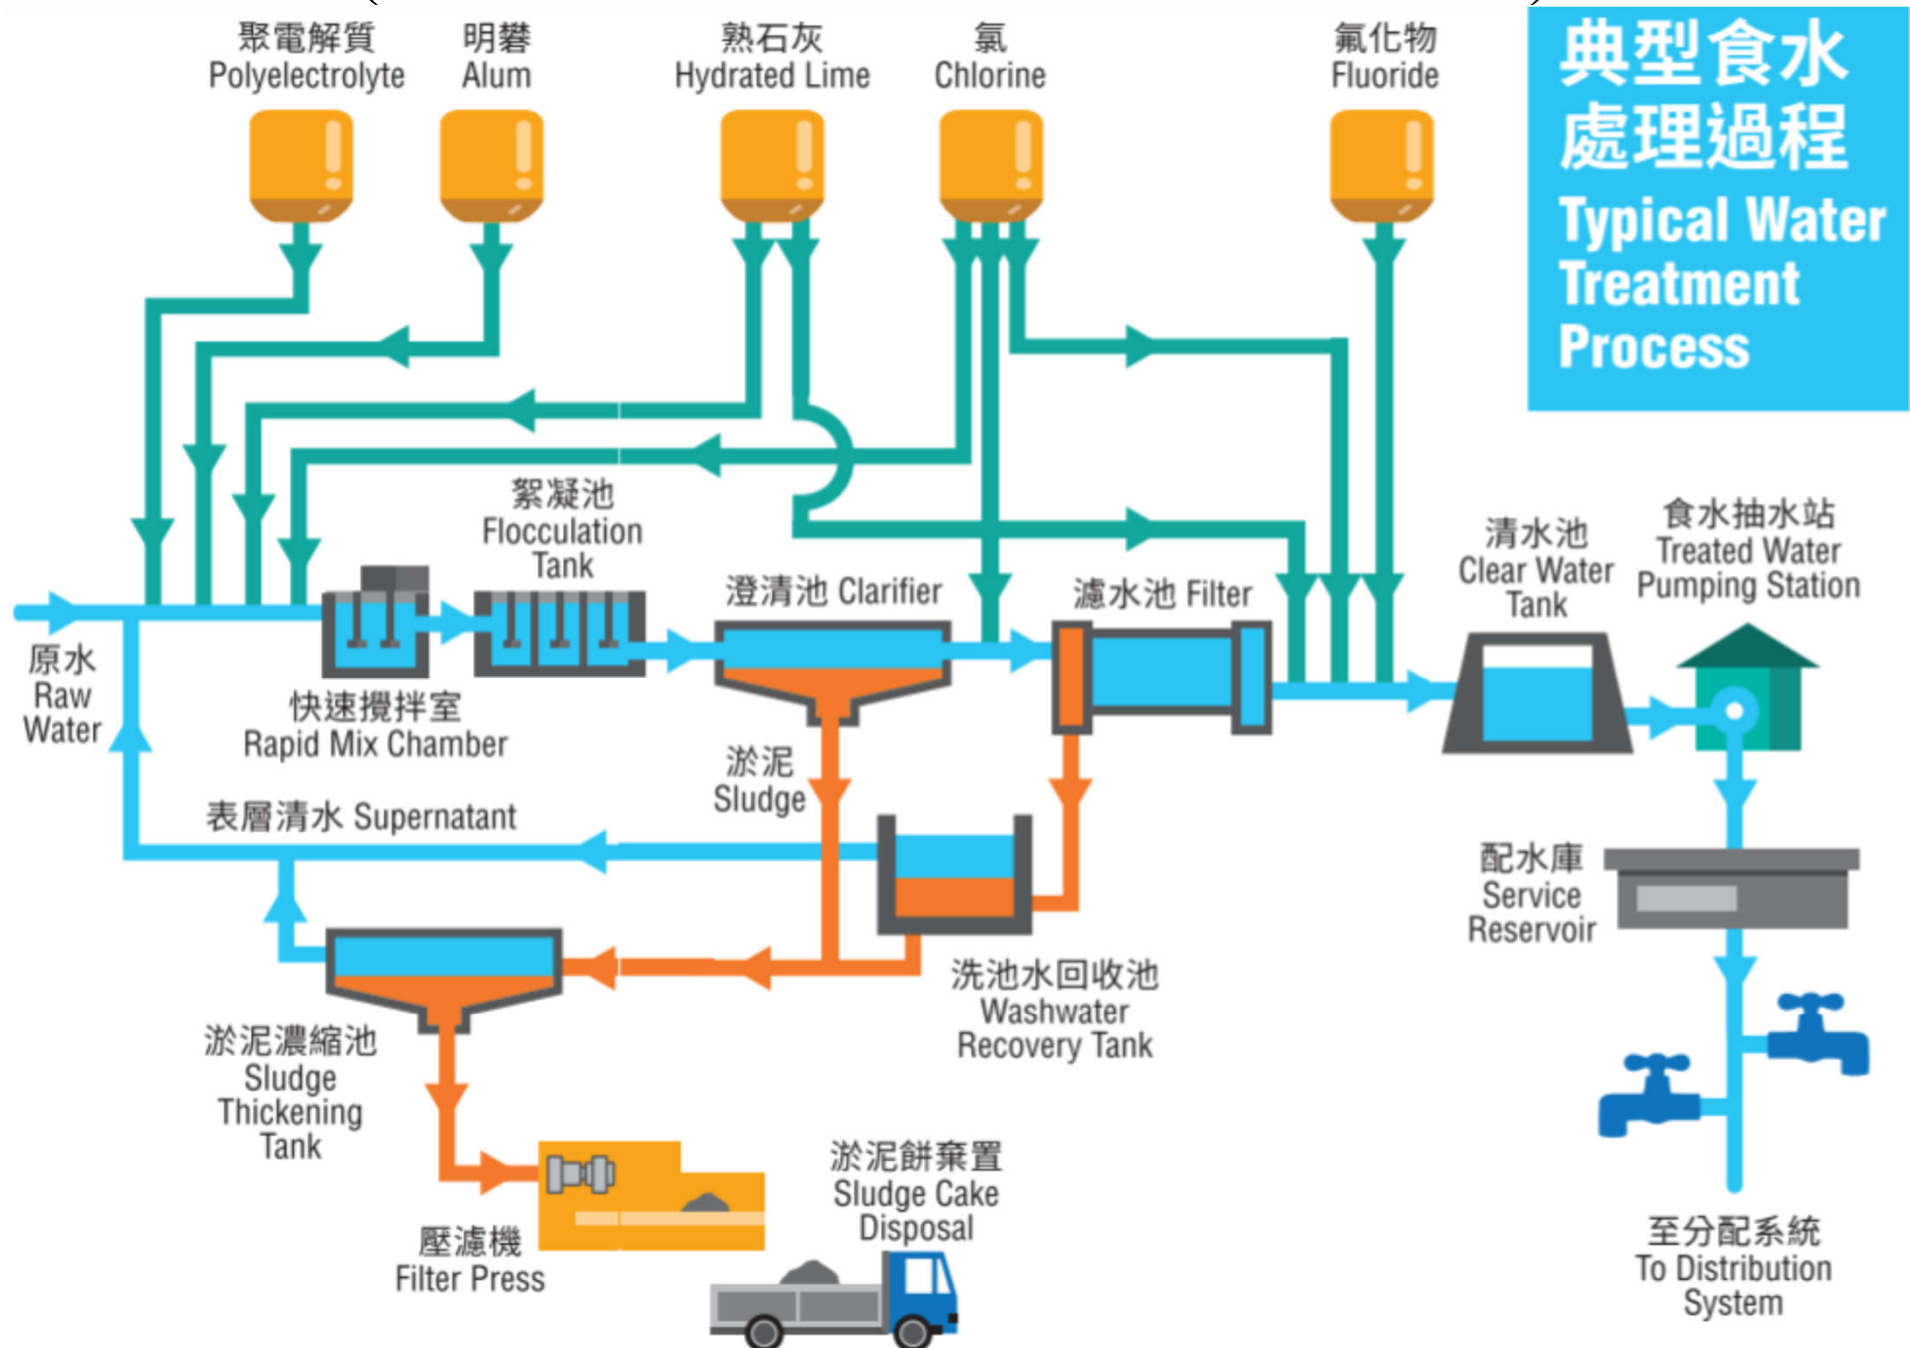 聚電解質
Polyelectrolyte
明礬
Alum
熟石灰
Hydrated Lime
氯
Chlorine
氟化物
Fluoride
典型食水
處理過程
Typical Water
Treatment
Process
絮凝池
Flocculation
Tank
澄清池 Clarifier
濾水池 Filter
清水池
Clear Water
Tank
食水抽水站
Treated Water
Pumping Station
原水
Raw
Water
快速攪拌室
Rapid Mix Chamber
淤泥
Sludge
表層清水 Supernatant
配水庫
Service
Reservoir
洗池水回收池
Washwater
Recovery Tank
淤泥濃縮池
Sludge
Thickening
Tank
壓濾機
Filter Press
淤泥餅棄置
Sludge Cake
Disposal
至分配系統
To Distribution
System